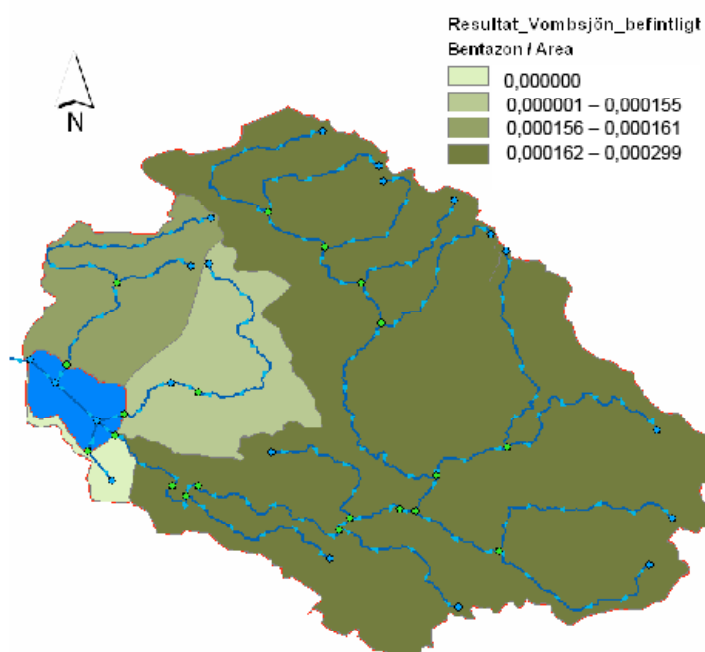 Resultat_Vombsjön_befintligt
Bentazon / Area
0,000000
0,000001 – 0,000155
0,000156 – 0,000161
0,000162 – 0,000299
N